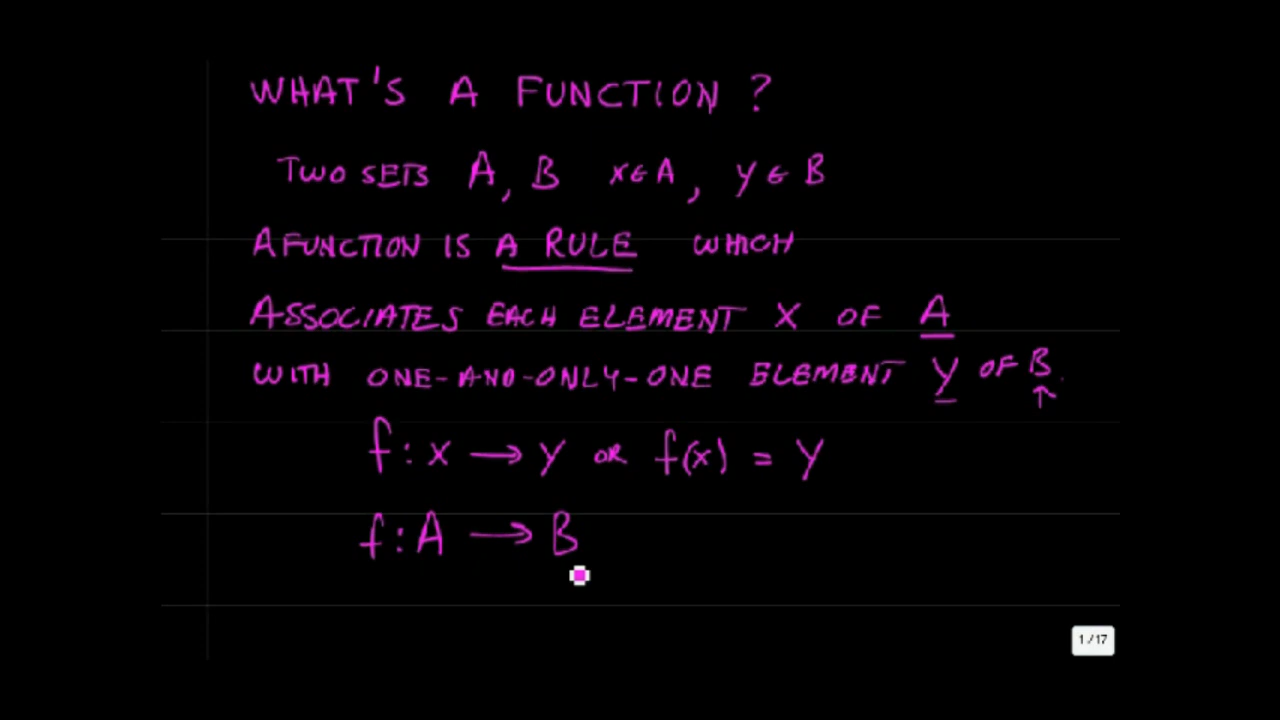 WHAT'S A FUNCTION ?
TWO SETS A, B x∈A, y∈B
A FUNCTION IS A RULE WHICH
ASSOCIATES EACH ELEMENT X OF A
WITH ONE-AND-ONLY-ONE ELEMENT Y OF B.
f: x → y OR f(x) = y
f: A → B
1/17